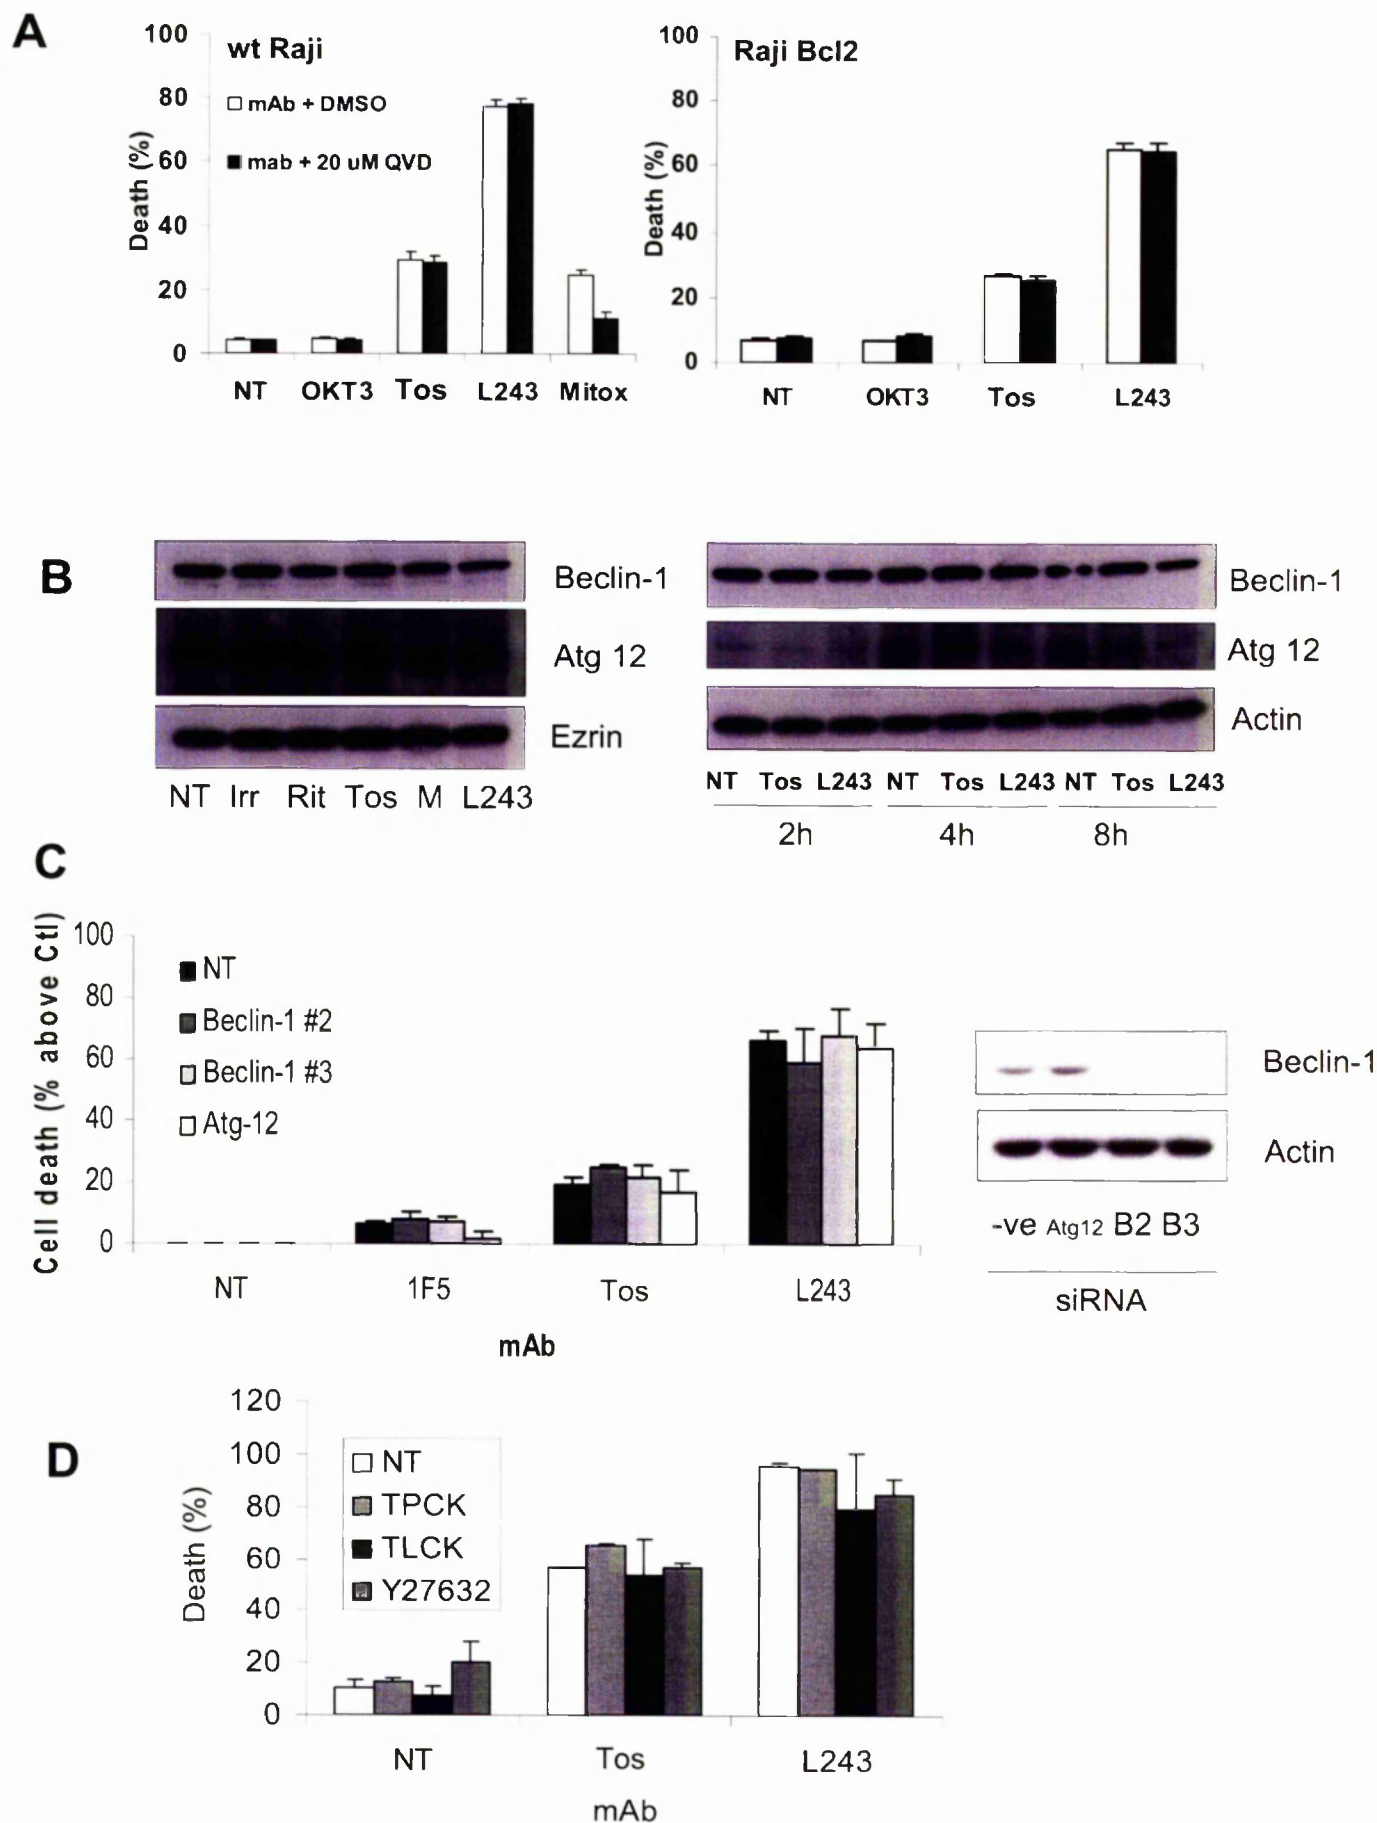 A
wt Raji
mAb + DMSO
mab + 20 uM QVD
Death (%)
100
80
60
40
20
0
NT OKT3 Tos L243 Mitox
Raji Bcl2
Death (%)
100
80
60
40
20
0
NT OKT3 Tos L243
B
Beclin-1
Atg 12
Ezrin
NT Irr Rit Tos M L243
Beclin-1
Atg 12
Actin
NT Tos L243 NT Tos L243 NT Tos L243
2h 4h 8h
C
Cell death (% above Ctl)
100
80
60
40
20
0
NT
Beclin-1 #2
Beclin-1 #3
Atg-12
NT 1F5 Tos L243
mAb
Beclin-1
Actin
-ve Atg12 B2 B3
siRNA
D
Death (%)
120
100
80
60
40
20
0
NT
TPCK
TLCK
Y27632
NT Tos L243
mAb